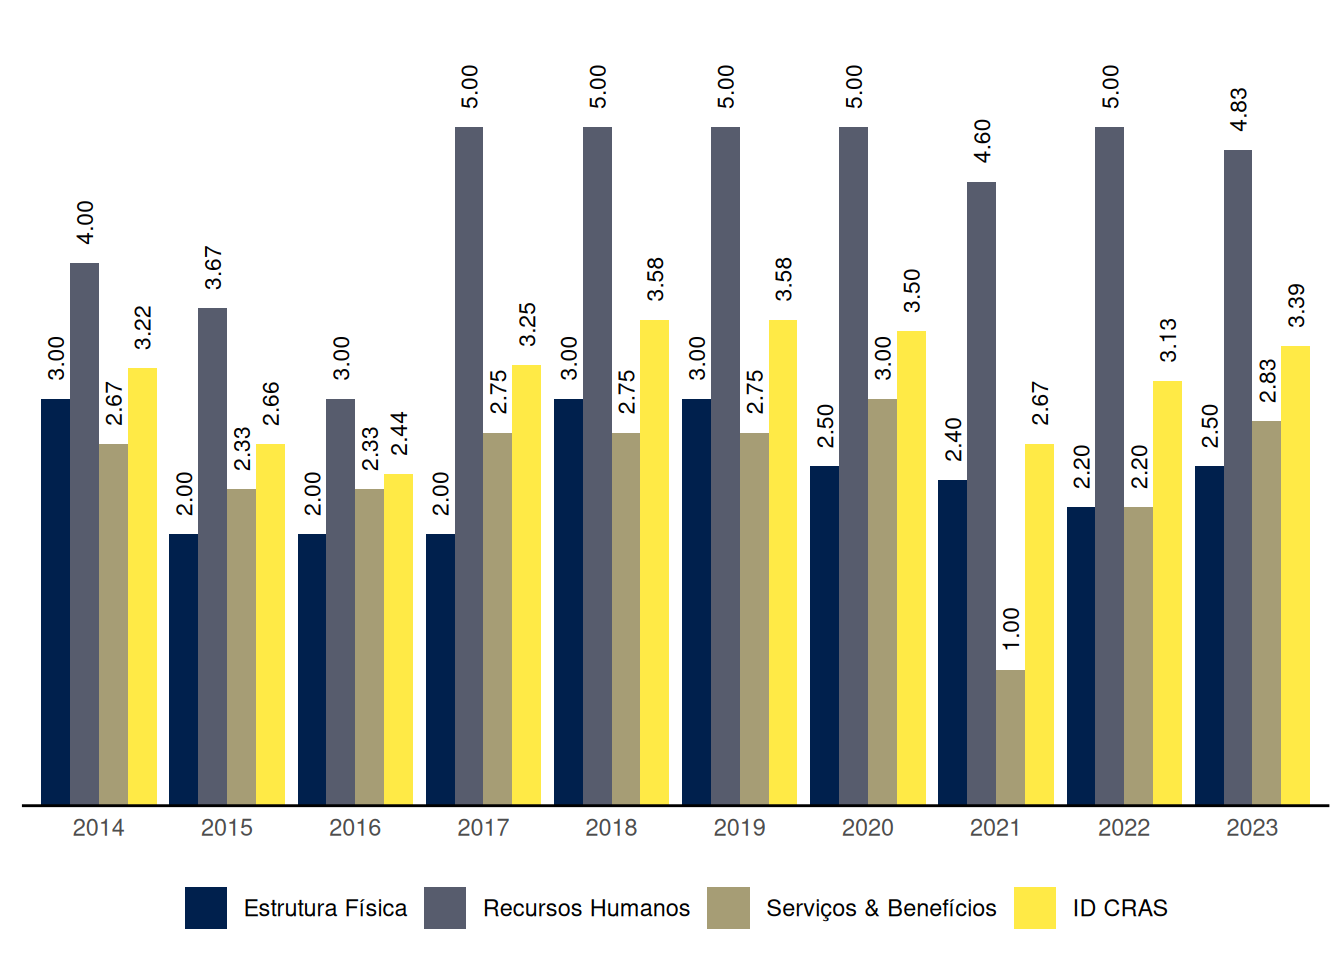 3.00 4.00 2.67 3.22
2.00 3.67 2.33 2.66
2.00 3.00 2.33 2.44
2.00 5.00 2.75 3.25
3.00 5.00 2.75 3.58
3.00 5.00 2.75 3.58
2.50 5.00 3.00 3.50
2.40 4.60 1.00 2.67
2.20 5.00 2.20 3.13
2.50 4.83 2.83 3.39
2014 2015 2016 2017 2018 2019 2020 2021 2022 2023
Estrutura Física Recursos Humanos Serviços & Benefícios ID CRAS